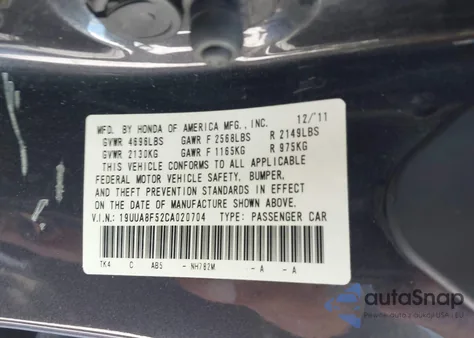 MFD. BY HONDA OF AMERICA MFG., INC. 12/11
GVWR 4696LBS GAWR F 2568LBS R 2149LBS
GVWR 2130KG GAWR F 1165KG R 975KG
THIS VEHICLE CONFORMS TO ALL APPLICABLE
FEDERAL MOTOR VEHICLE SAFETY, BUMPER,
AND THEFT PREVENTION STANDARDS IN EFFECT
ON THE DATE OF MANUFACTURE SHOWN ABOVE.
V.I.N.: 19UUA8F52CA020704 TYPE: PASSENGER CAR
TK4 C AB5 - NH782M - A - A
autoSnap